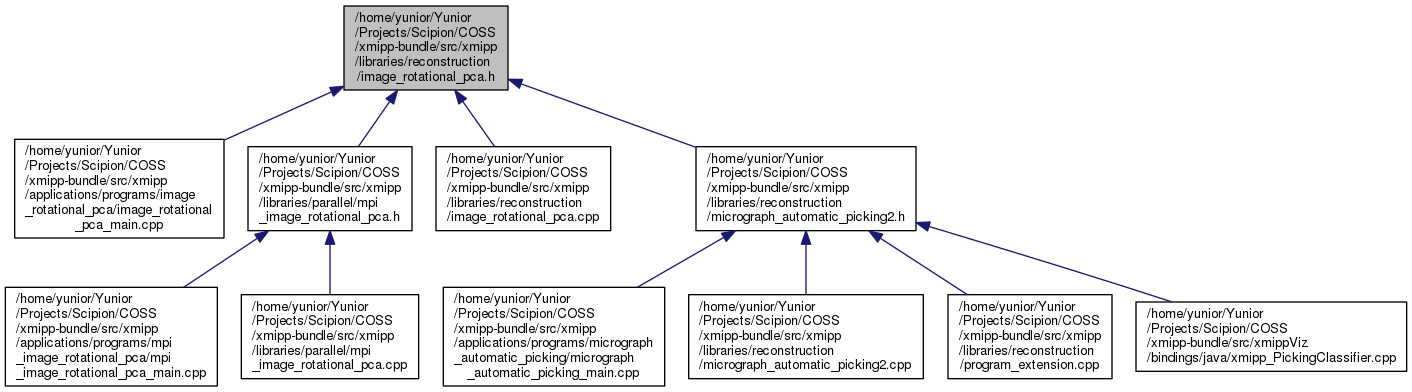 /home/yunior/Yunior
/Projects/Scipion/COSS
/xmipp-bundle/src/xmipp
/libraries/reconstruction
/image_rotational_pca.h
/home/yunior/Yunior
/Projects/Scipion/COSS
/xmipp-bundle/src/xmipp
/applications/programs/image
_rotational_pca/image_rotational
_pca_main.cpp
/home/yunior/Yunior
/Projects/Scipion/COSS
/xmipp-bundle/src/xmipp
/libraries/parallel/mpi
_image_rotational_pca.h
/home/yunior/Yunior
/Projects/Scipion/COSS
/xmipp-bundle/src/xmipp
/libraries/reconstruction
/image_rotational_pca.cpp
/home/yunior/Yunior
/Projects/Scipion/COSS
/xmipp-bundle/src/xmipp
/libraries/reconstruction
/micrograph_automatic_picking2.h
/home/yunior/Yunior
/Projects/Scipion/COSS
/xmipp-bundle/src/xmipp
/applications/programs/mpi
_image_rotational_pca/mpi
_image_rotational_pca_main.cpp
/home/yunior/Yunior
/Projects/Scipion/COSS
/xmipp-bundle/src/xmipp
/libraries/parallel/mpi
_image_rotational_pca.cpp
/home/yunior/Yunior
/Projects/Scipion/COSS
/xmipp-bundle/src/xmipp
/applications/programs/micrograph
_automatic_picking/micrograph
_automatic_picking_main.cpp
/home/yunior/Yunior
/Projects/Scipion/COSS
/xmipp-bundle/src/xmipp
/libraries/reconstruction
/micrograph_automatic_picking2.cpp
/home/yunior/Yunior
/Projects/Scipion/COSS
/xmipp-bundle/src/xmipp
/libraries/reconstruction
/program_extension.cpp
/home/yunior/Yunior
/Projects/Scipion/COSS
/xmipp-bundle/src/xmippViz
/bindings/java/xmipp_PickingClassifier.cpp